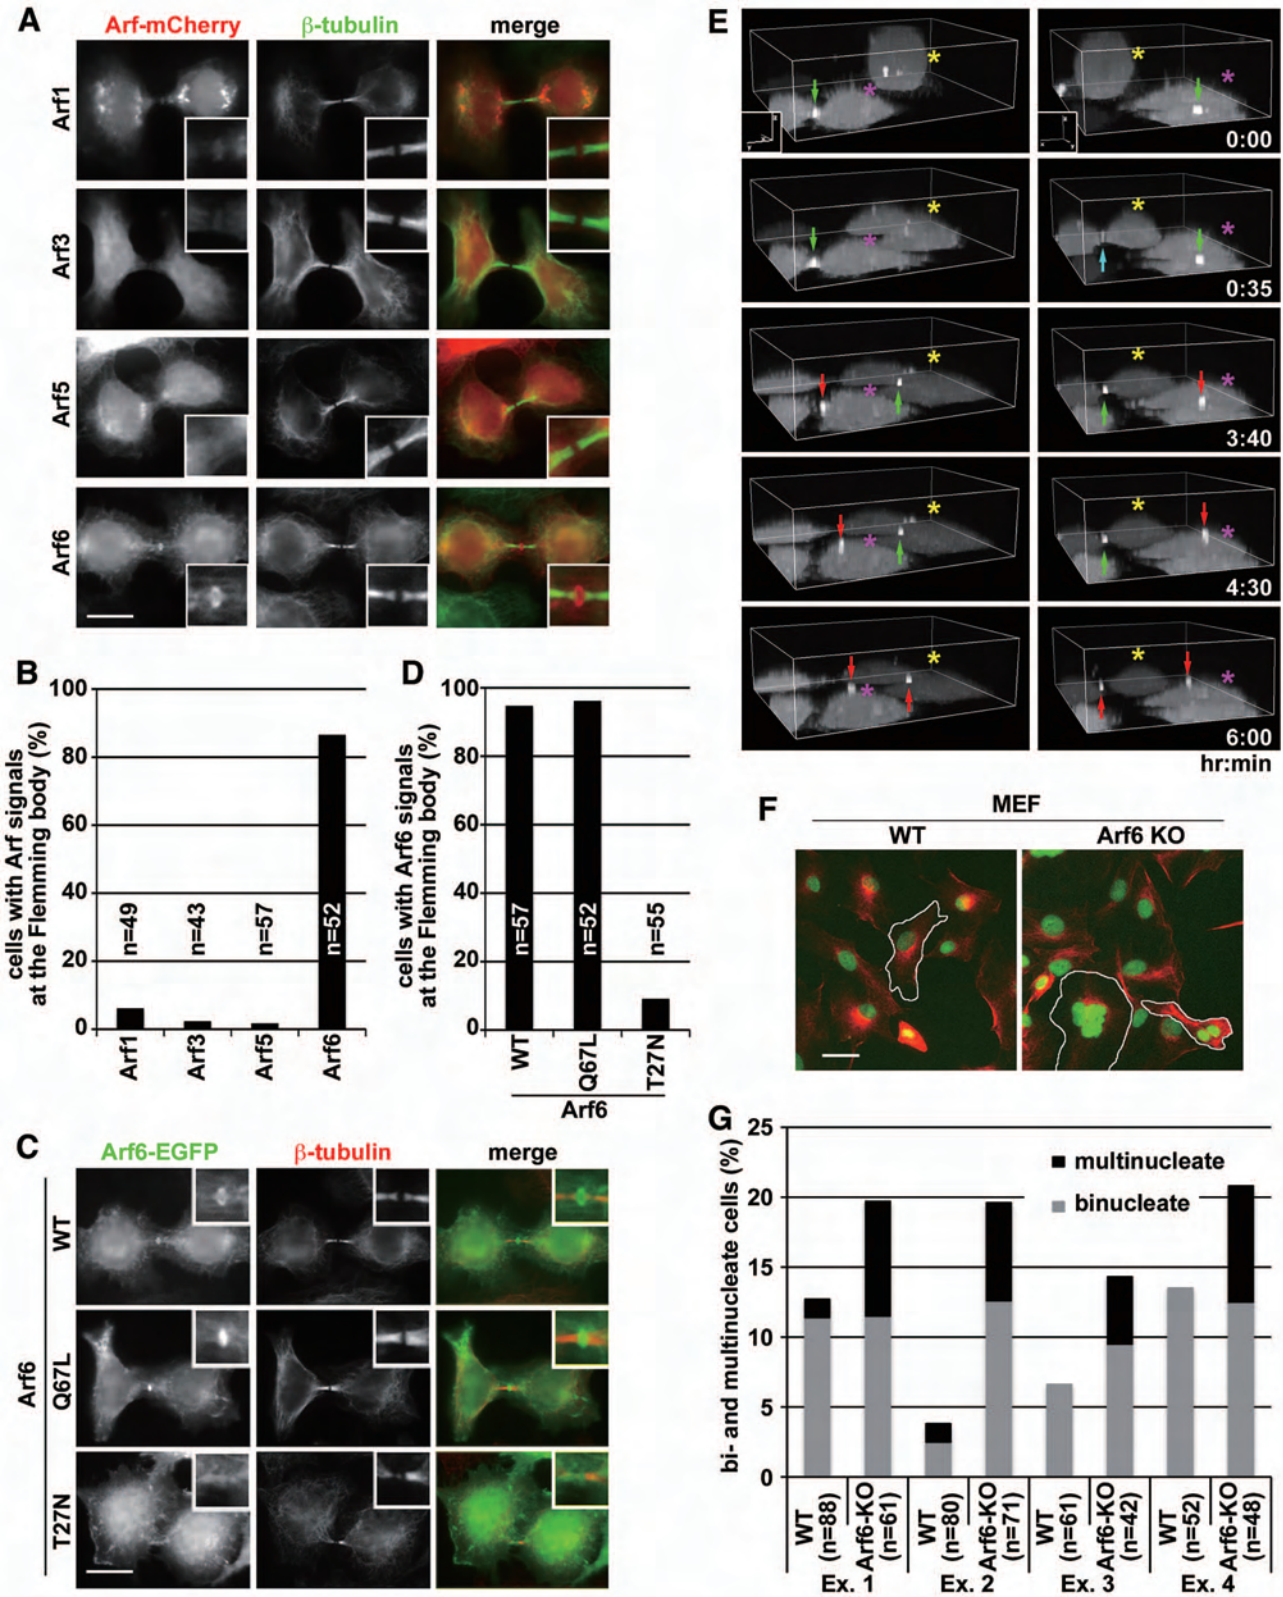 A
Arf-mCherry β-tubulin merge
Arf1
Arf3
Arf5
Arf6
B
cells with Arf signals
at the Flemming body (%)
100
80
60
40
20
0
n=49 n=43 n=57 n=52
Arf1 Arf3 Arf5 Arf6
D
cells with Arf6 signals
at the Flemming body (%)
100
80
60
40
20
0
n=57 n=52 n=55
WT Q67L T27N
Arf6
C
Arf6-EGFP β-tubulin merge
Arf6
WT
Q67L
T27N
E
* * * *
0:00
* * * *
0:35
* * * *
3:40
* * * *
4:30
* * * *
6:00
hr:min
F
MEF
WT Arf6 KO
G
bi- and multinucleate cells (%)
25
20
15
10
5
0
multinucleate
binucleate
WT (n=88) Arf6-KO (n=61) WT (n=80) Arf6-KO (n=71) WT (n=61) Arf6-KO (n=42) WT (n=52) Arf6-KO (n=48)
Ex. 1 Ex. 2 Ex. 3 Ex. 4